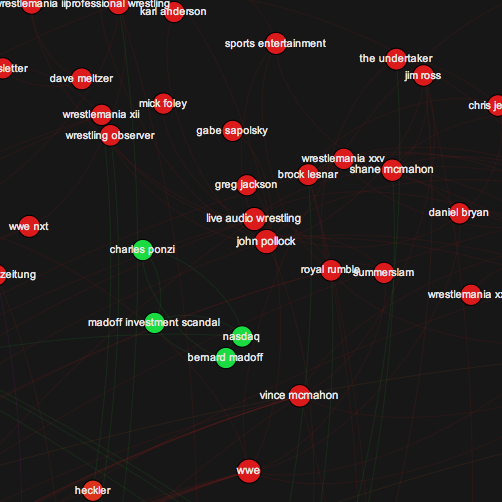 wrestlemania li
professional wrestling
karl anderson
sports entertainment
the undertaker
sletter
dave meltzer
jim ross
mick foley
chris je
wrestlemania xii
wrestling observer
gabe sapolsky
wrestlemania xxv
shane mcmahon
brock lesnar
greg jackson
daniel bryan
live audio wrestling
wwe nxt
john pollock
charles ponzi
zeitung
royal rumble
summerslam
wrestlemania xx
madoff investment scandal
nasdaq
bernard madoff
vince mcmahon
wwe
heckler